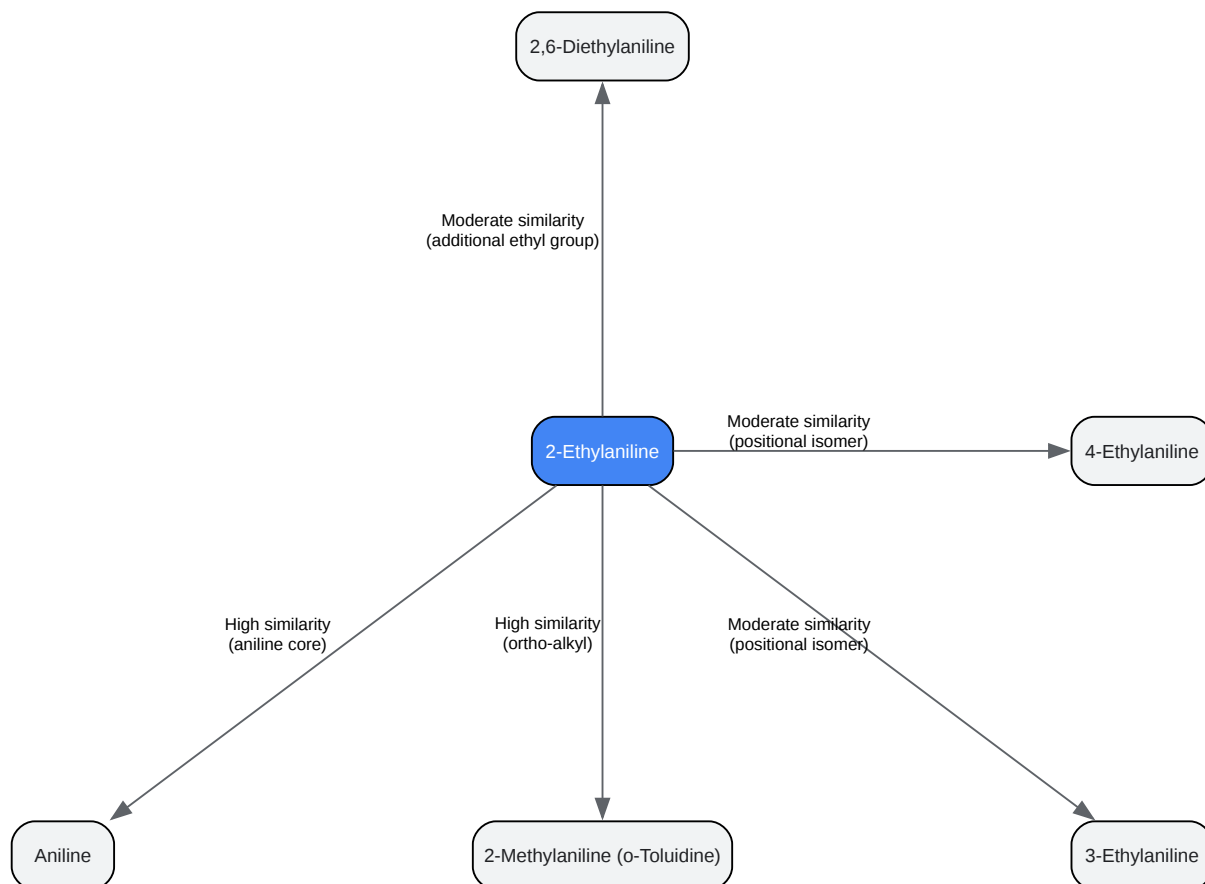 2,6-Diethylaniline
Moderate similarity
(additional ethyl group)
2-Ethylaniline
Moderate similarity
(positional isomer)
4-Ethylaniline
High similarity
(aniline core)
High similarity
(ortho-alkyl)
Moderate similarity
(positional isomer)
Aniline
2-Methylaniline (o-Toluidine)
3-Ethylaniline